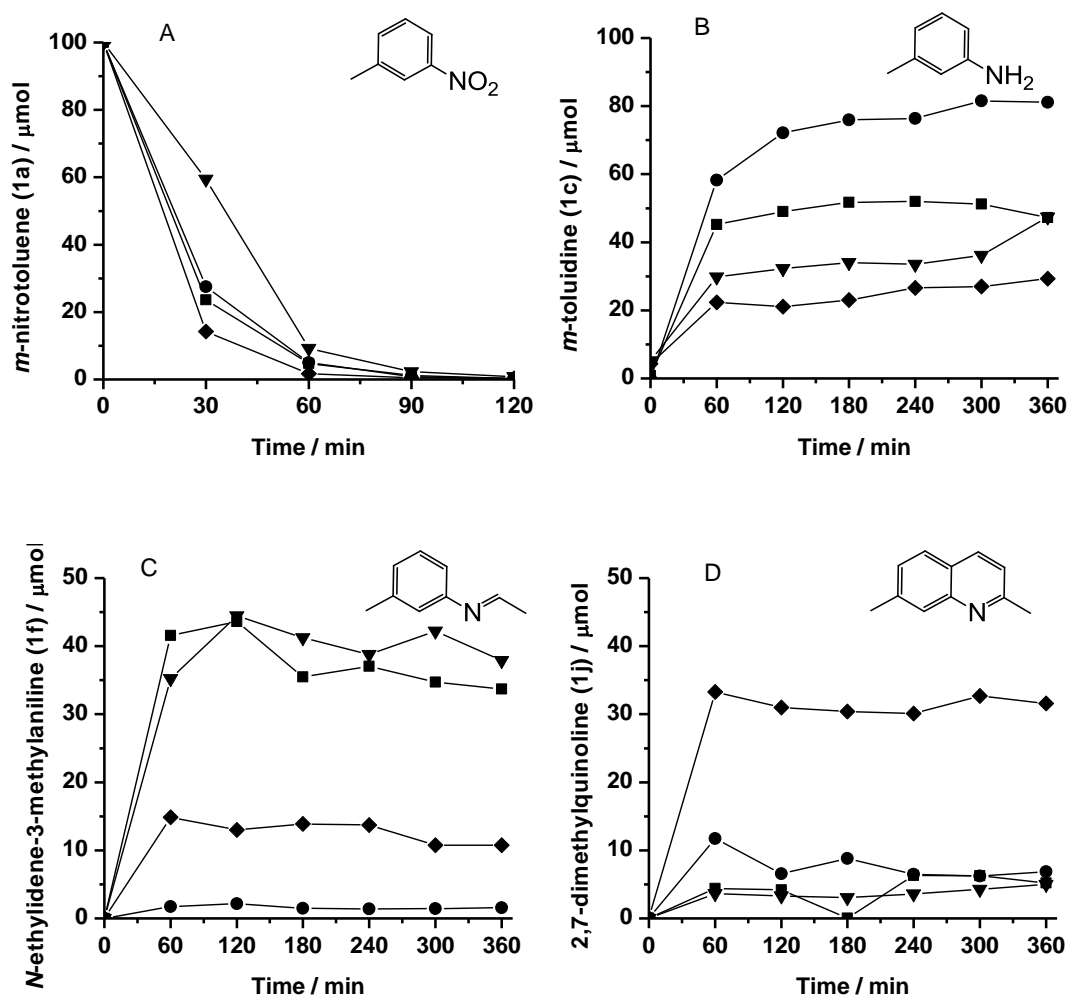 A
B
NO2
NH2
m-nitrotoluene (1a) / μmol
100
80
60
40
20
0
0 30 60 90 120
Time / min
m-toluidine (1c) / μmol
100
80
60
40
20
0
0 60 120 180 240 300 360
Time / min
C
D
N
N
N-ethylidene-3-methylaniline (1f) / μmol
50
40
30
20
10
0
0 60 120 180 240 300 360
Time / min
2,7-dimethylquinoline (1j) / μmol
50
40
30
20
10
0
0 60 120 180 240 300 360
Time / min